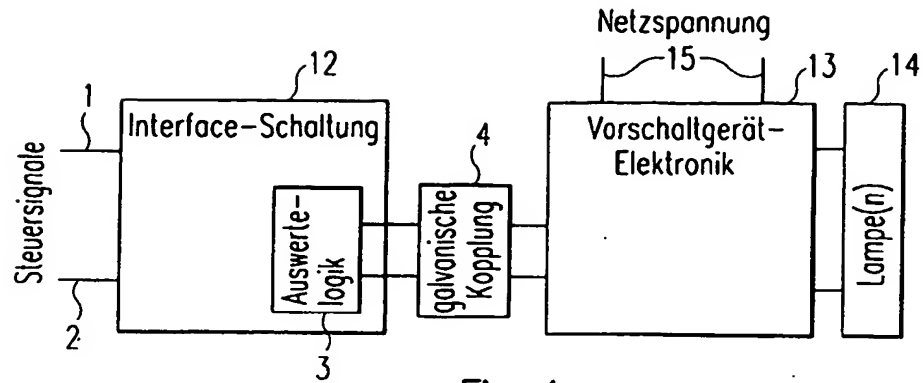 Netzspannung
12
15
13
14
1
Interface-Schaltung
Vorschaltgerät-
Elektronik
4
Steuersignale
Auswerte-
logik
galvanische
Kopplung
Lampe(n)
2
3